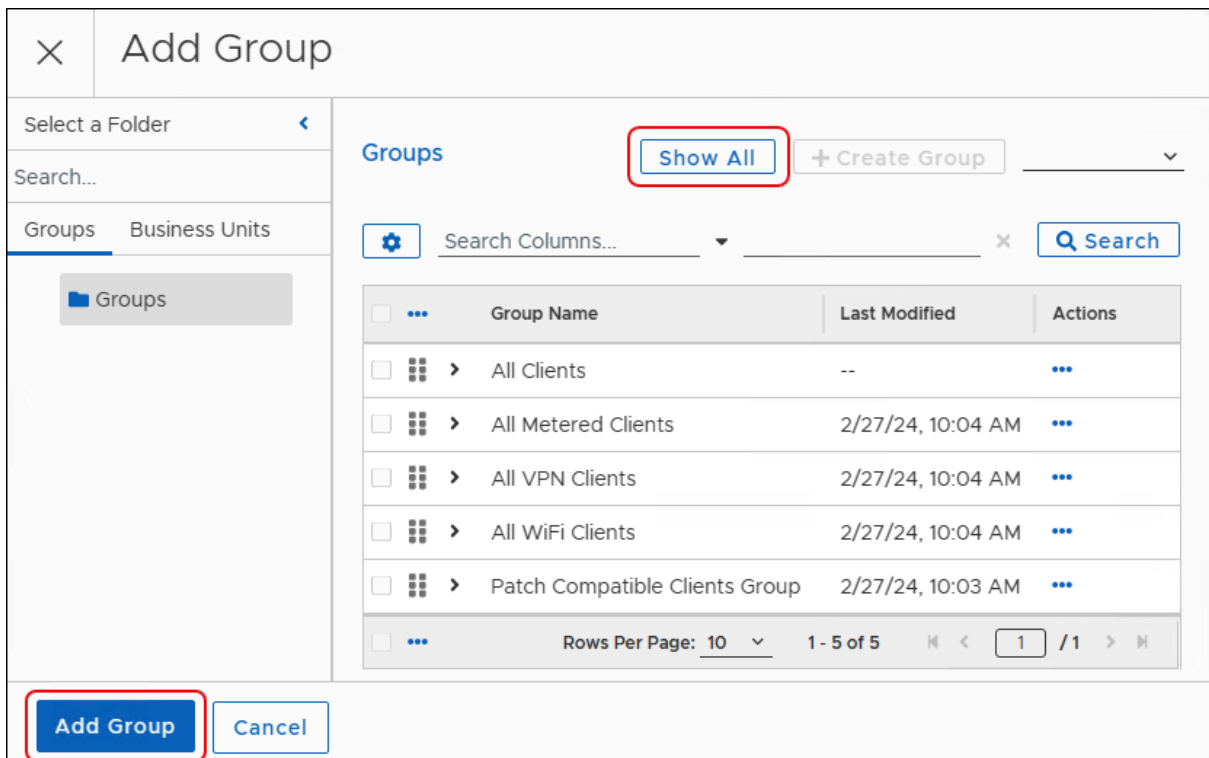 Add Group
Select a Folder
Search...
Groups Business Units
Groups
Groups Show All + Create Group
Search Columns... Search
Group Name Last Modified Actions
All Clients --
All Metered Clients 2/27/24, 10:04 AM
All VPN Clients 2/27/24, 10:04 AM
All WiFi Clients 2/27/24, 10:04 AM
Patch Compatible Clients Group 2/27/24, 10:03 AM
Rows Per Page: 10 1 - 5 of 5 1 / 1
Add Group Cancel